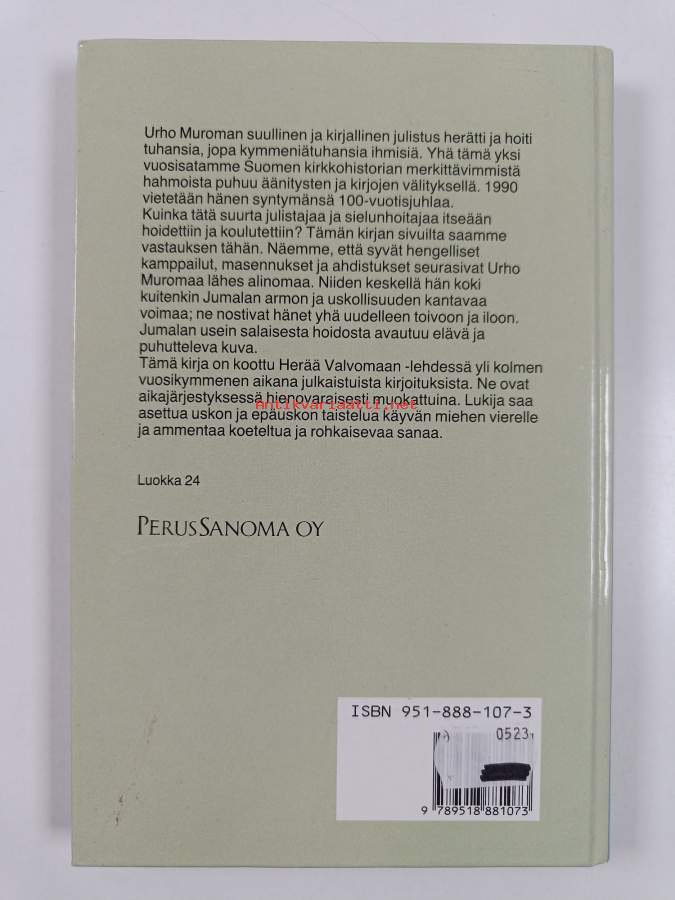 Urho Muroman suullinen ja kirjallinen julistus herätti ja hoiti
tuhansia, jopa kymmeniätuhansia ihmisiä. Yhä tämä yksi
vuosisatamme Suomen kirkkohistorian merkittävimmistä
hahmoista puhuu äänitysten ja kirjojen välityksellä. 1990
vietetään hänen syntymänsä 100-vuotisjuhlaa.
Kuinka tätä suurta julistajaa ja sielunhoitajaa itseään
hoidettiin ja koulutettiin? Tämän kirjan sivuilta saamme
vastauksen tähän. Näemme, että syvät hengelliset
kamppailut, masennukset ja ahdistukset seurasivat Urho
Muromaa lähes alinomaa. Niiden keskellä hän koki
kuitenkin Jumalan armon ja uskollisuuden kantavaa
voimaa; ne nostivat hänet yhä uudelleen toivoon ja iloon.
Jumalan usein salaisesta hoidosta avautuu elävä ja
puhutteleva kuva.
Tämä kirja on koottu Herää Valvomaan -lehdessä yli kolmen
vuosikymmenen aikana julkaistuista kirjoituksista. Ne ovat
aikajärjestyksessä hienovaraisesti muokattuina. Lukija saa
Antikvariaatti.net
asettua uskon ja epäuskon taistelua käyvän miehen vierelle
ja ammentaa koeteltua ja rohkaisevaa sanaa.
Luokka 24
PERUSSANOMA OY
ISBN 951-888-107-3
0523
9 789518 881073